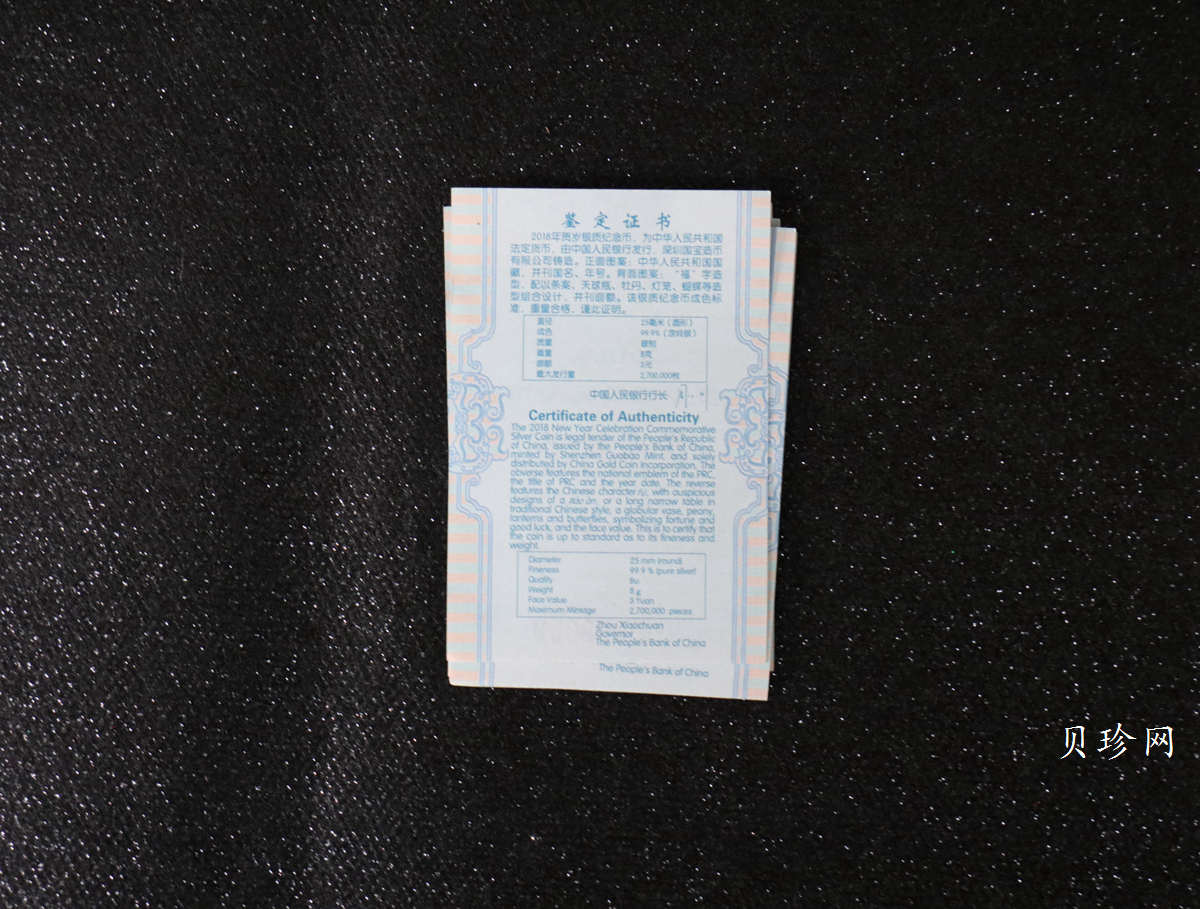 鉴定证书
2018年贺岁银质纪念币，为中华人民共和国
法定货币，由中国人民银行发行，深圳国宝造币
有限公司铸造。正面图案：中华人民共和国国
徽，并刊国名、年号。背面图案："福"字造
型，配以条案、天球瓶、牡丹、灯笼、蝴蝶等造
型组合设计，并刊面额。该银质纪念币成色标
准，重量合格，谨此证明。
直径 25毫米（圆形）
成色 99.9%（含纯银）
质量 普制
重量 8克
面额 3元
最大发行量 2,700,000枚
中国人民银行行长
Certificate of Authenticity
The 2018 New Year Celebration Commemorative
Silver Coin is legal tender of the People's Republic
of China, issued by the People's Bank of China,
minted by Shenzhen Guobao Mint, and solely
distributed by China Gold Coin Incorporation. The
obverse features the national emblem of the PRC,
the title of PRC and the year date. The reverse
features the Chinese character fú, with auspicious
designs of a tiáo àn, or a long narrow table in
traditional Chinese style, a globular vase, peony,
lanterns and butterflies, symbolizing fortune and
good luck, and the face value. This is to certify that
the coin is up to standard as to its fineness and
weight.
Diameter 25 mm (round)
Fineness 99.9 % (pure silver)
Quality Bu.
Weight 8 g
Face Value 3 Yuan
Maximum Mintage 2,700,000 pieces
Zhou Xiaochuan
Governor
The People's Bank of China
The People's Bank of China
贝珍网